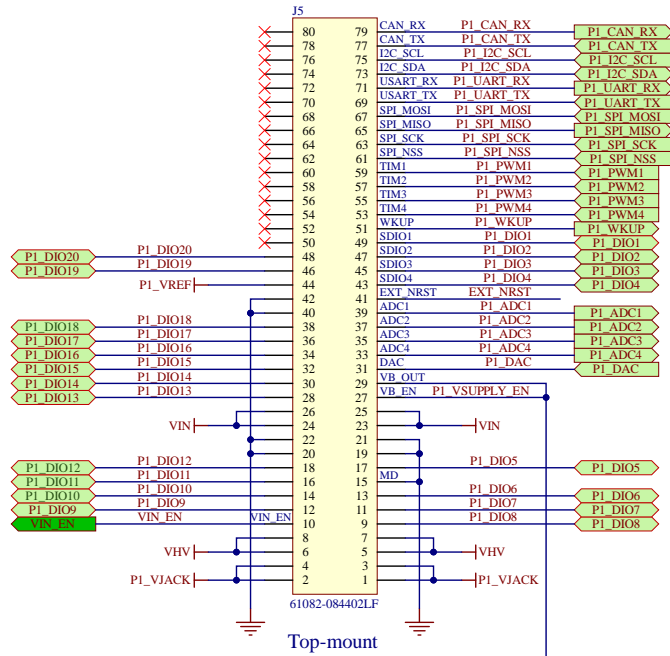 J5
80 79 CAN_RX P1_CAN_RX P1_CAN_RX
78 77 CAN_TX P1_CAN_TX P1_CAN_TX
76 75 I2C_SCL P1_I2C_SCL P1_I2C_SCL
74 73 I2C_SDA P1_I2C_SDA P1_I2C_SDA
72 71 USART_RX P1_UART_RX P1_UART_RX
70 69 USART_TX P1_UART_TX P1_UART_TX
68 67 SPI_MOSI P1_SPI_MOSI P1_SPI_MOSI
66 65 SPI_MISO P1_SPI_MISO P1_SPI_MISO
64 63 SPI_SCK P1_SPI_SCK P1_SPI_SCK
62 61 SPI_NSS P1_SPI_NSS P1_SPI_NSS
60 59 TIM1 P1_PWM1 P1_PWM1
58 57 TIM2 P1_PWM2 P1_PWM2
56 55 TIM3 P1_PWM3 P1_PWM3
54 53 TIM4 P1_PWM4 P1_PWM4
52 51 WKUP P1_WKUP P1_WKUP
50 49 SDIO1 P1_DIO1 P1_DIO1
P1_DIO20 P1_DIO20 48 47 SDIO2 P1_DIO2 P1_DIO2
P1_DIO19 P1_DIO19 46 45 SDIO3 P1_DIO3 P1_DIO3
P1_VREF 44 43 SDIO4 P1_DIO4 P1_DIO4
42 41 EXT_NRST EXT_NRST
40 39 ADC1 P1_ADC1 P1_ADC1
P1_DIO18 P1_DIO18 38 37 ADC2 P1_ADC2 P1_ADC2
P1_DIO17 P1_DIO17 36 35 ADC3 P1_ADC3 P1_ADC3
P1_DIO16 P1_DIO16 34 33 ADC4 P1_ADC4 P1_ADC4
P1_DIO15 P1_DIO15 32 31 DAC P1_DAC P1_DAC
P1_DIO14 P1_DIO14 30 29 VB_OUT
P1_DIO13 P1_DIO13 28 27 VB_EN P1_VSUPPLY_EN
26 25
VIN 24 23 VIN
22 21
20 19
P1_DIO12 P1_DIO12 18 17 P1_DIO5 P1_DIO5
P1_DIO11 P1_DIO11 16 15 MD
P1_DIO10 P1_DIO10 14 13 P1_DIO6 P1_DIO6
P1_DIO9 P1_DIO9 12 11 P1_DIO7 P1_DIO7
VIN_EN VIN_EN VIN_EN 10 9 P1_DIO8 P1_DIO8
8 7
VHV 6 5 VHV
4 3
P1_VJACK 2 1 P1_VJACK
61082-084402LF
Top-mount